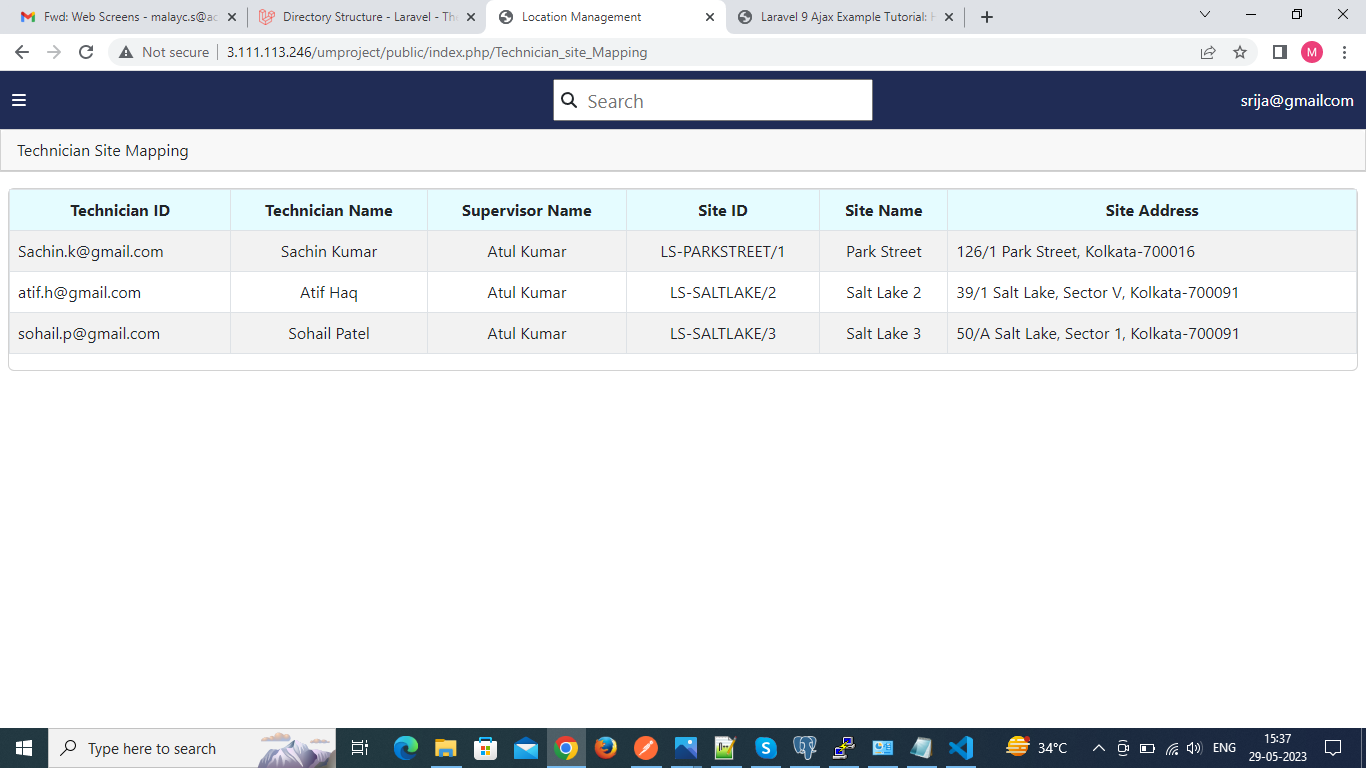 Fwd: Web Screens - malayc.s@ac
Directory Structure - Laravel - The
Location Management
Laravel 9 Ajax Example Tutorial: H
Not secure 3.111.113.246/umproject/public/index.php/Technician_site_Mapping
M
Search
srija@gmailcom
Technician Site Mapping
Technician ID Technician Name Supervisor Name Site ID Site Name Site Address
Sachin.k@gmail.com Sachin Kumar Atul Kumar LS-PARKSTREET/1 Park Street 126/1 Park Street, Kolkata-700016
atif.h@gmail.com Atif Haq Atul Kumar LS-SALTLAKE/2 Salt Lake 2 39/1 Salt Lake, Sector V, Kolkata-700091
sohail.p@gmail.com Sohail Patel Atul Kumar LS-SALTLAKE/3 Salt Lake 3 50/A Salt Lake, Sector 1, Kolkata-700091
Type here to search
34°C
ENG
15:37
29-05-2023